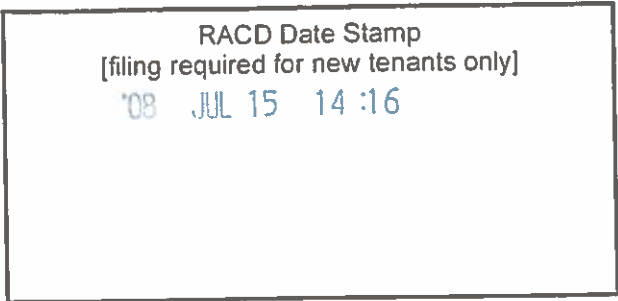 RACD Date Stamp
[filing required for new tenants only]
'08 JUL 15 14:16